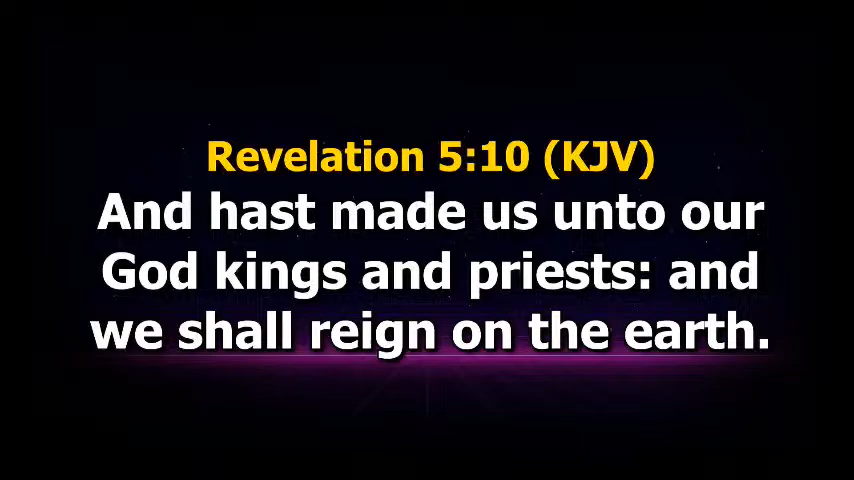 Revelation 5:10 (KJV)
And hast made us unto our
God kings and priests: and
we shall reign on the earth.